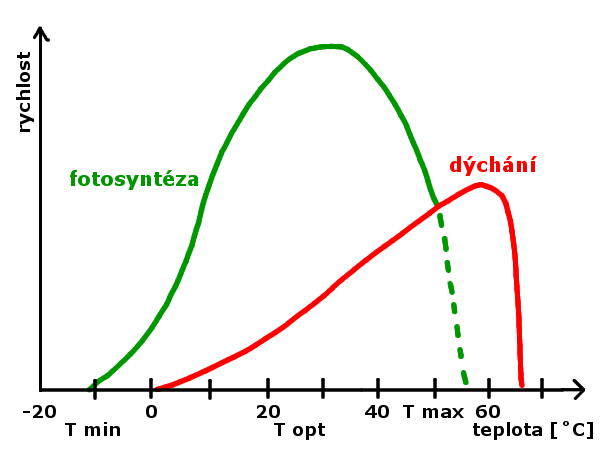 rychlost
fotosyntéza
dýchání
-20 0 20 40 T max 60
T min T opt teplota [˚C]